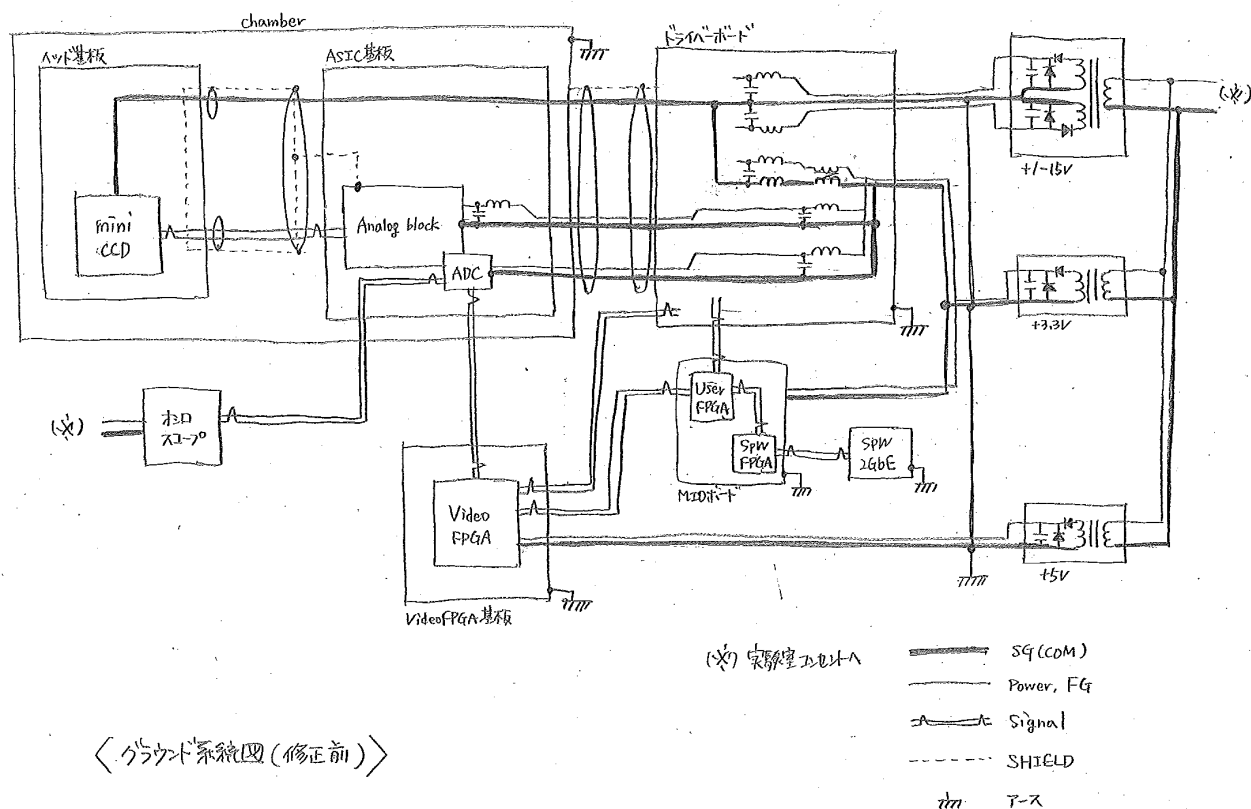 chamber
ヘッド基板
ASIC基板
ドライバーボード
mini
CCD
Analog block
ADC
+/-15V
(※)
+3.3V
(※)
オシロ
スコープ
User
FPGA
SPW
FPGA
SPW
2GbE
MIDIボード
Video
FPGA
VideoFPGA基板
+5V
(※) 実験室コンセントへ
SG(COM)
Power, FG
Signal
SHIELD
アース
〈グラウンド系統図(修正前)〉